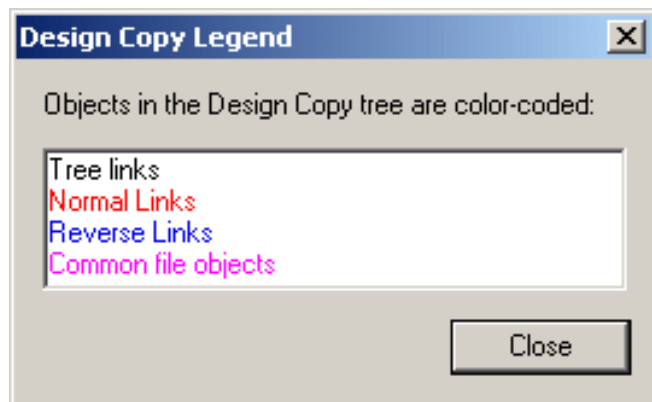 Design Copy Legend
Objects in the Design Copy tree are color-coded:
Tree links
Normal Links
Reverse Links
Common file objects
Close